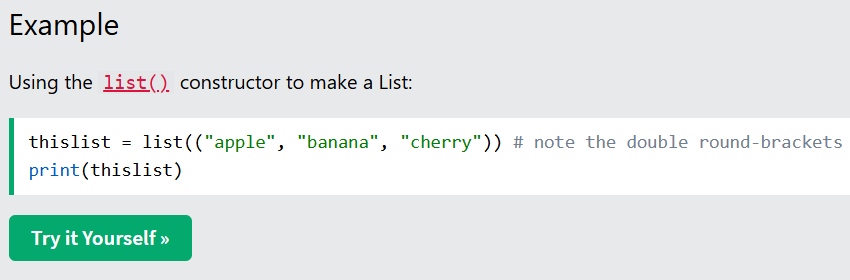 Example
Using the list() constructor to make a List:
thislist = list(("apple", "banana", "cherry")) # note the double round-brackets
print(thislist)
Try it Yourself »